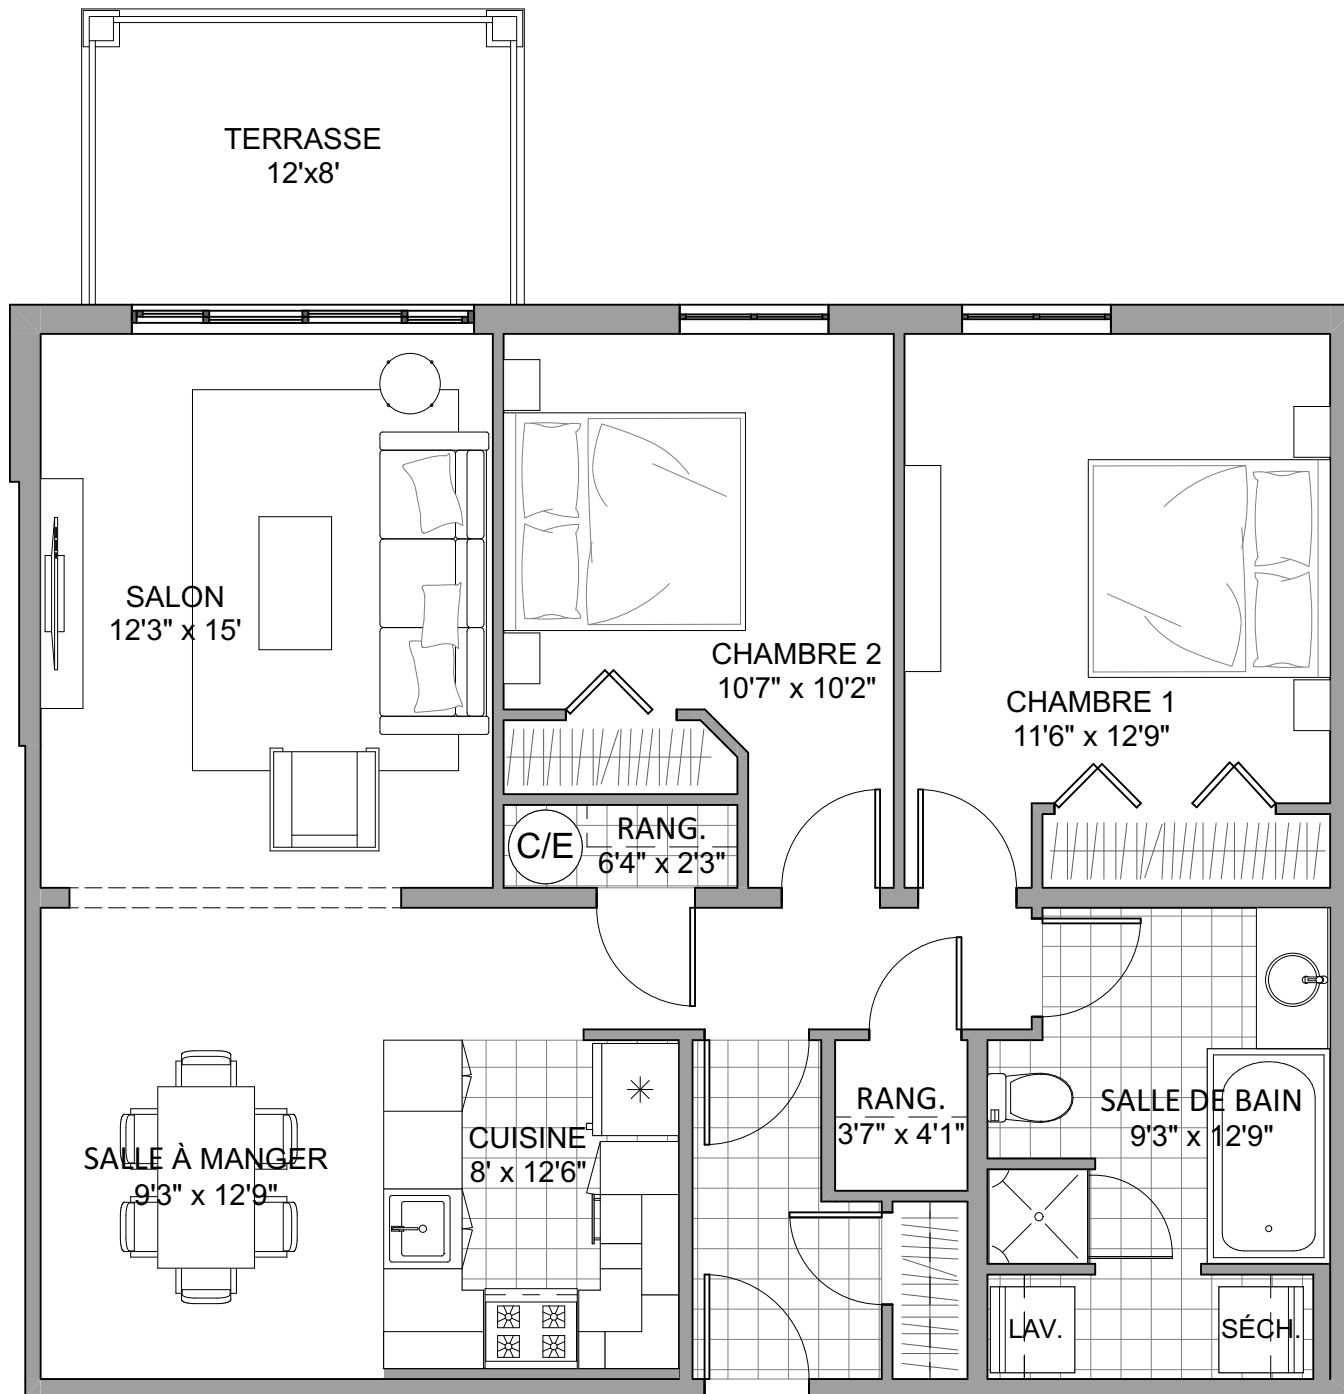 TERRASSE
12'x8'
SALON
12'3" x 15'
CHAMBRE 2
10'7" x 10'2"
CHAMBRE 1
11'6" x 12'9"
C/E
RANG.
6'4" x 2'3"
SALLE À MANGER
9'3" x 12'9"
CUISINE
8' x 12'6"
RANG.
3'7" x 4'1"
SALLE DE BAIN
9'3" x 12'9"
LAV.
SÉCH.